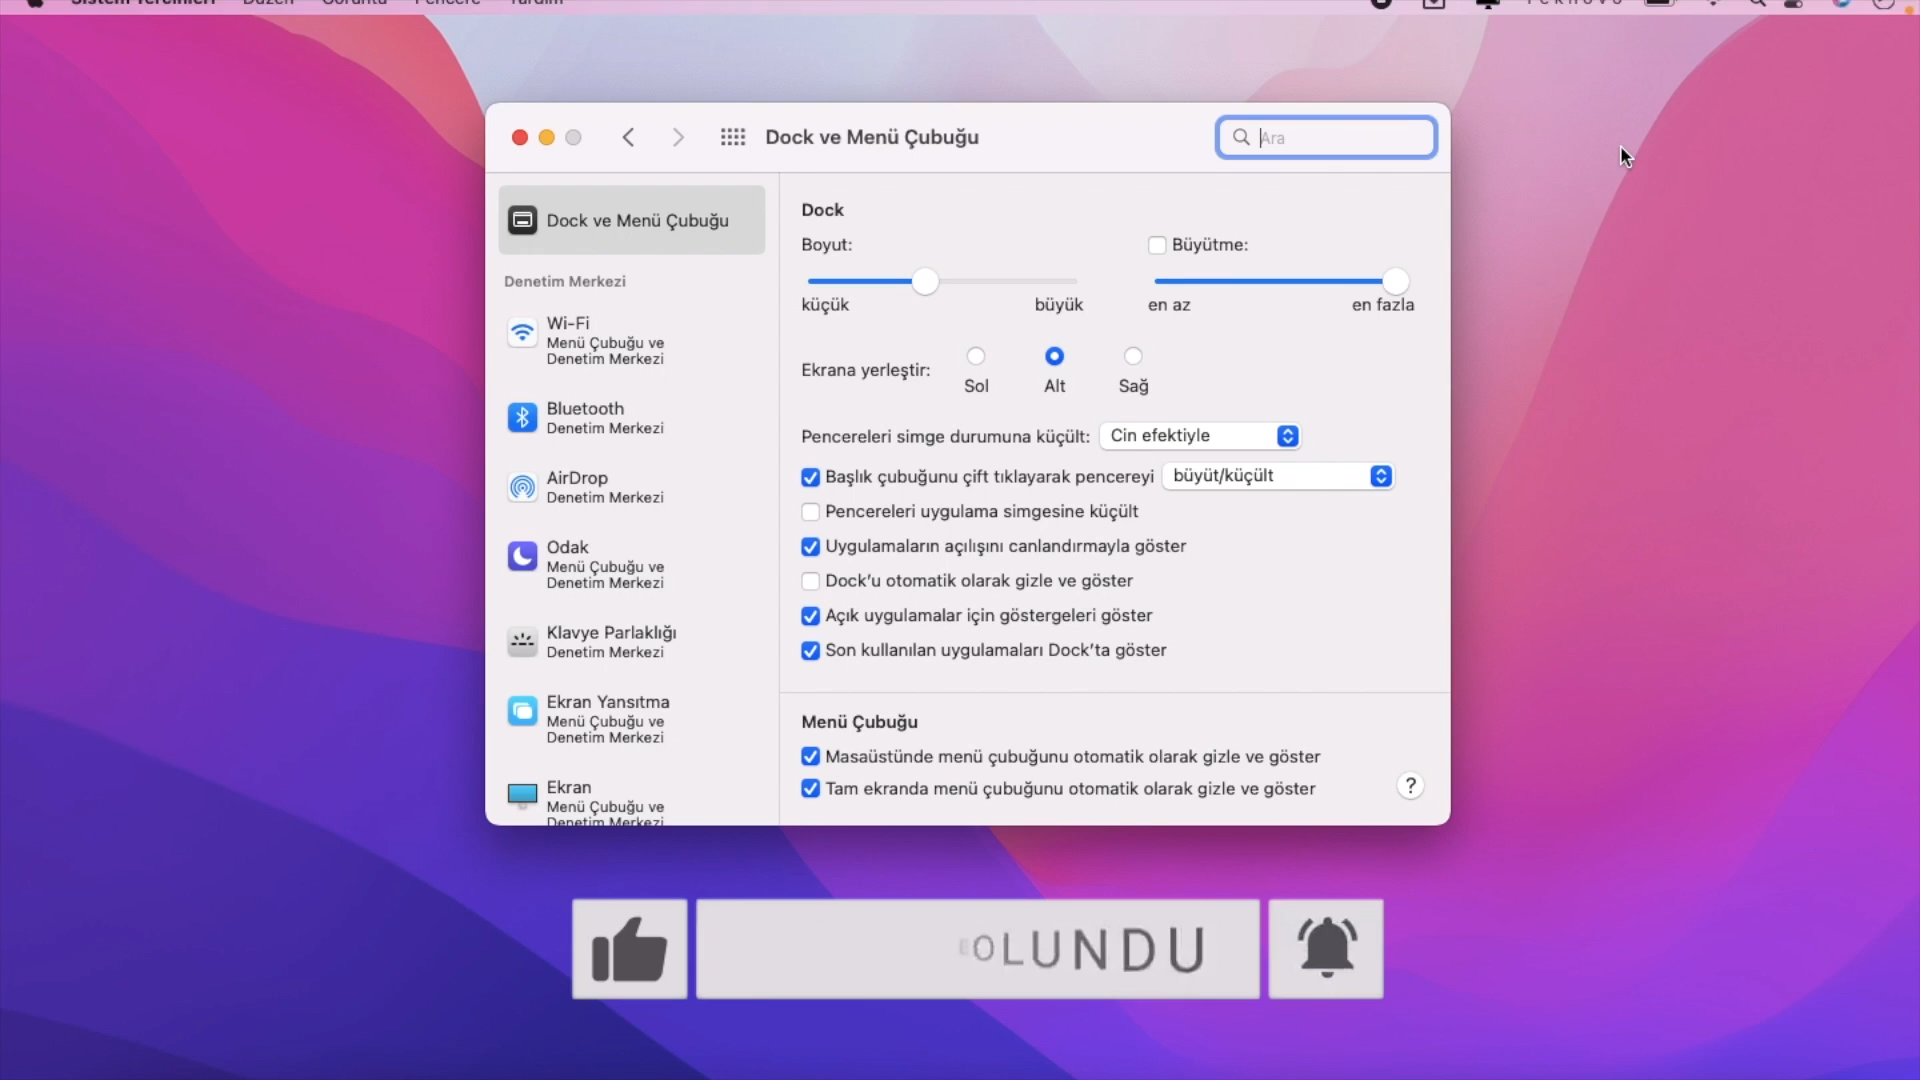 Dock ve Menü Çubuğu
Ara
Dock ve Menü Çubuğu
Denetim Merkezi
Wi-Fi
Menü Çubuğu ve
Denetim Merkezi
Bluetooth
Denetim Merkezi
AirDrop
Denetim Merkezi
Odak
Menü Çubuğu ve
Denetim Merkezi
Klavye Parlaklığı
Denetim Merkezi
Ekran Yansıtma
Menü Çubuğu ve
Denetim Merkezi
Ekran
Menü Çubuğu ve
Denetim Merkezi
Dock
Boyut:
Büyütme:
küçük
büyük
en az
en fazla
Ekrana yerleştir:
Sol
Alt
Sağ
Pencereleri simge durumuna küçült:
Cin efektiyle
Başlık çubuğunu çift tıklayarak pencereyi
büyüt/küçült
Pencereleri uygulama simgesine küçült
Uygulamaların açılışını canlandırmayla göster
Dock'u otomatik olarak gizle ve göster
Açık uygulamalar için göstergeleri göster
Son kullanılan uygulamaları Dock'ta göster
Menü Çubuğu
Masaüstünde menü çubuğunu otomatik olarak gizle ve göster
Tam ekranda menü çubuğunu otomatik olarak gizle ve göster
?
OLUNDU